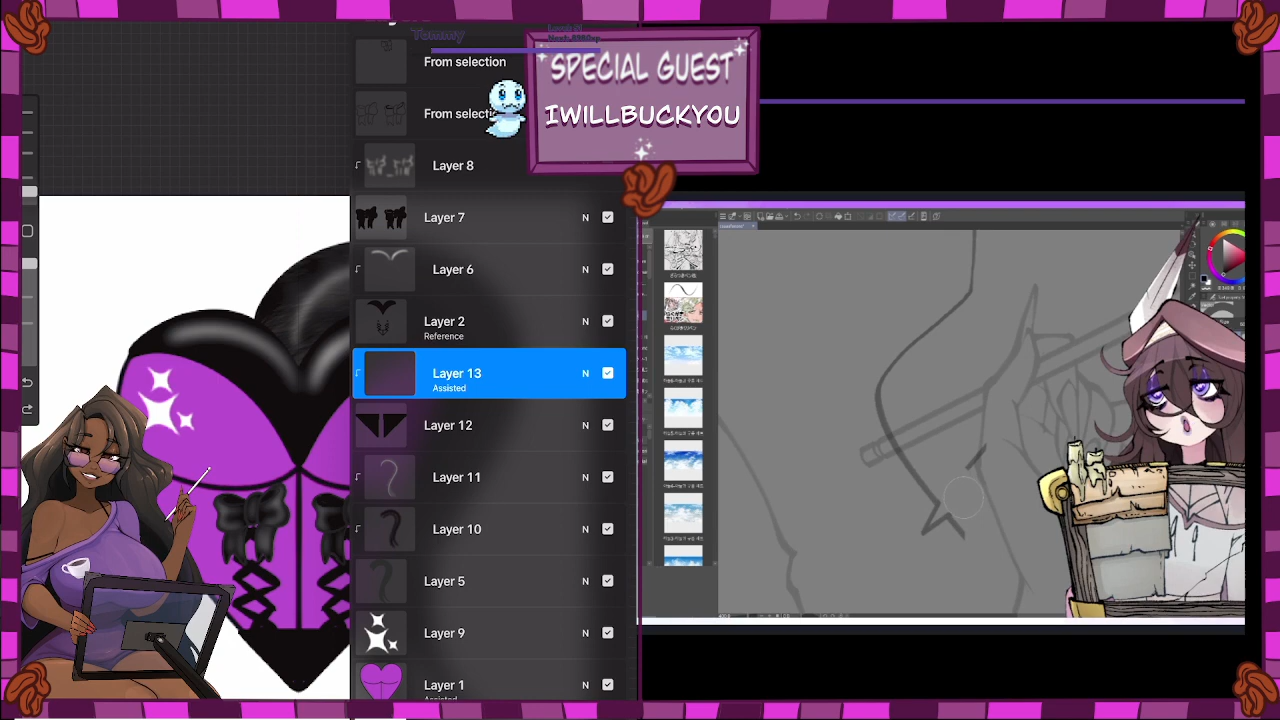 Tommy
From selection
SPECIAL GUEST
IWILLBUCKYOU
From selecti
Layer 8
Layer 7
N
Layer 6
N
Layer 2
N
Reference
Layer 13
N
Assisted
Layer 12
N
Layer 11
N
Layer 10
N
Layer 5
N
Layer 9
N
Layer 1
N